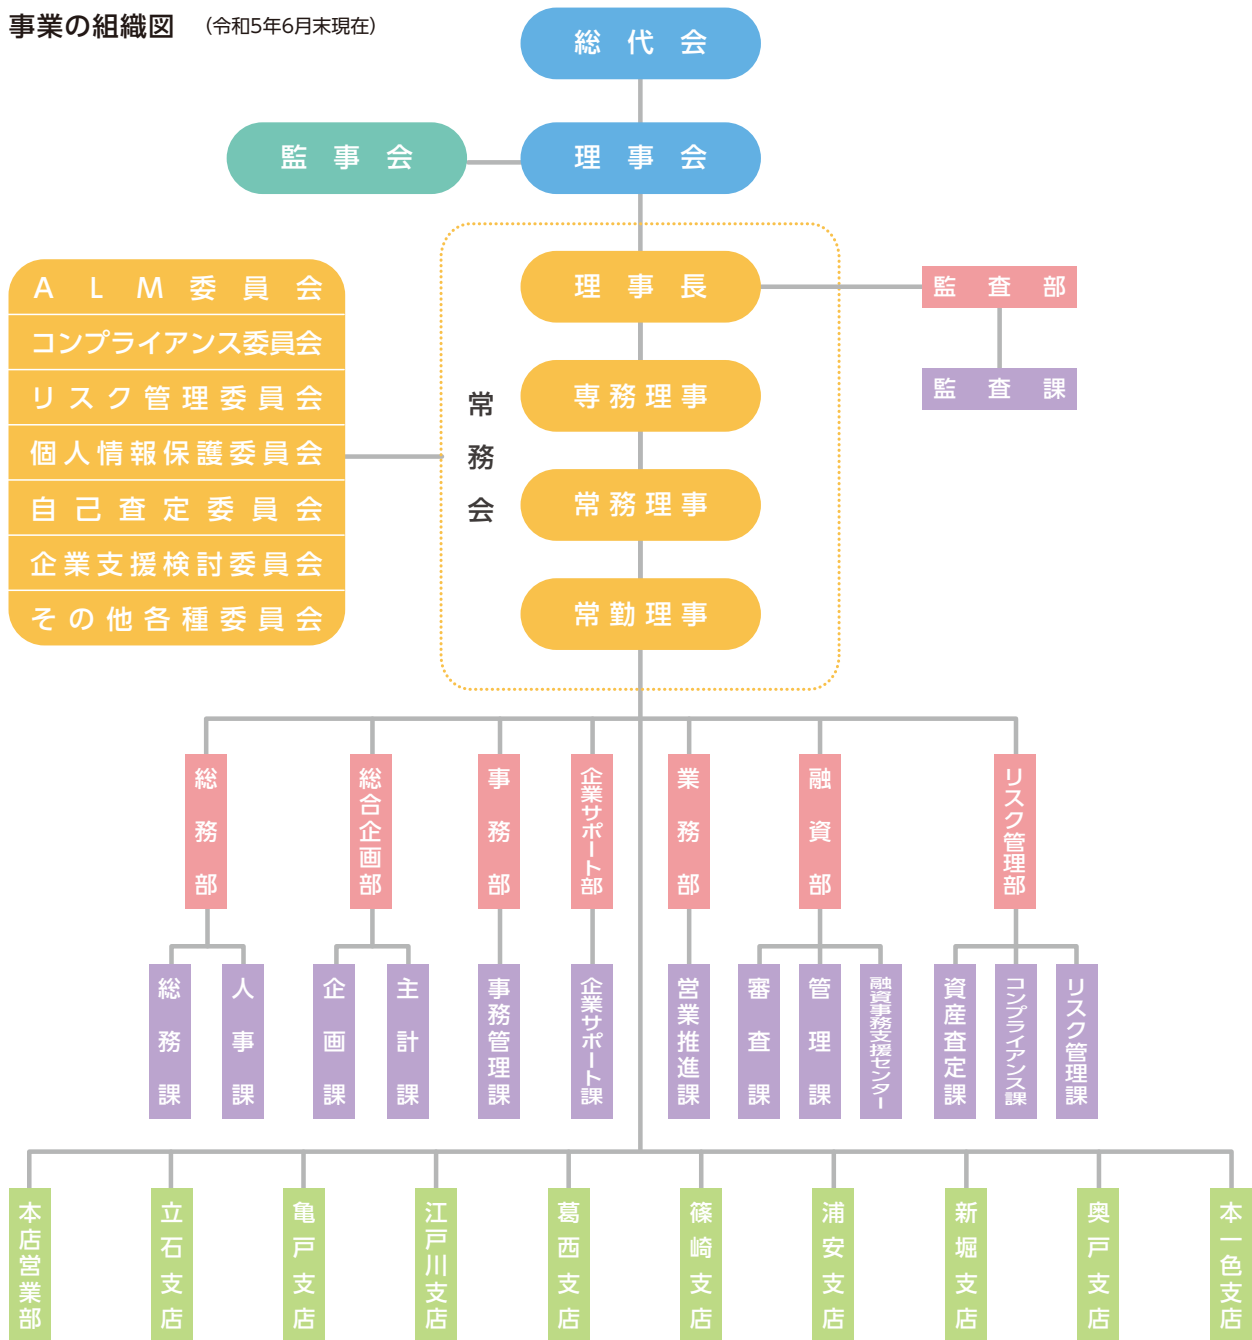 事業の組織図 （令和5年6月末現在）
総代会
監事会
理事会
ALM委員会
コンプライアンス委員会
リスク管理委員会
個人情報保護委員会
自己査定委員会
企業支援検討委員会
その他各種委員会
常務会
理事長
専務理事
常務理事
常勤理事
監査部
監査課
総務部
総合企画部
事務部
企業サポート部
業務部
融資部
リスク管理部
総務課
人事課
企画課
主計課
事務管理課
企業サポート課
営業推進課
審査課
管理課
融資事務支援センター
資産査定課
コンプライアンス課
リスク管理課
本店営業部
立石支店
亀戸支店
江戸川支店
葛西支店
篠崎支店
浦安支店
新堀支店
奥戸支店
本一色支店